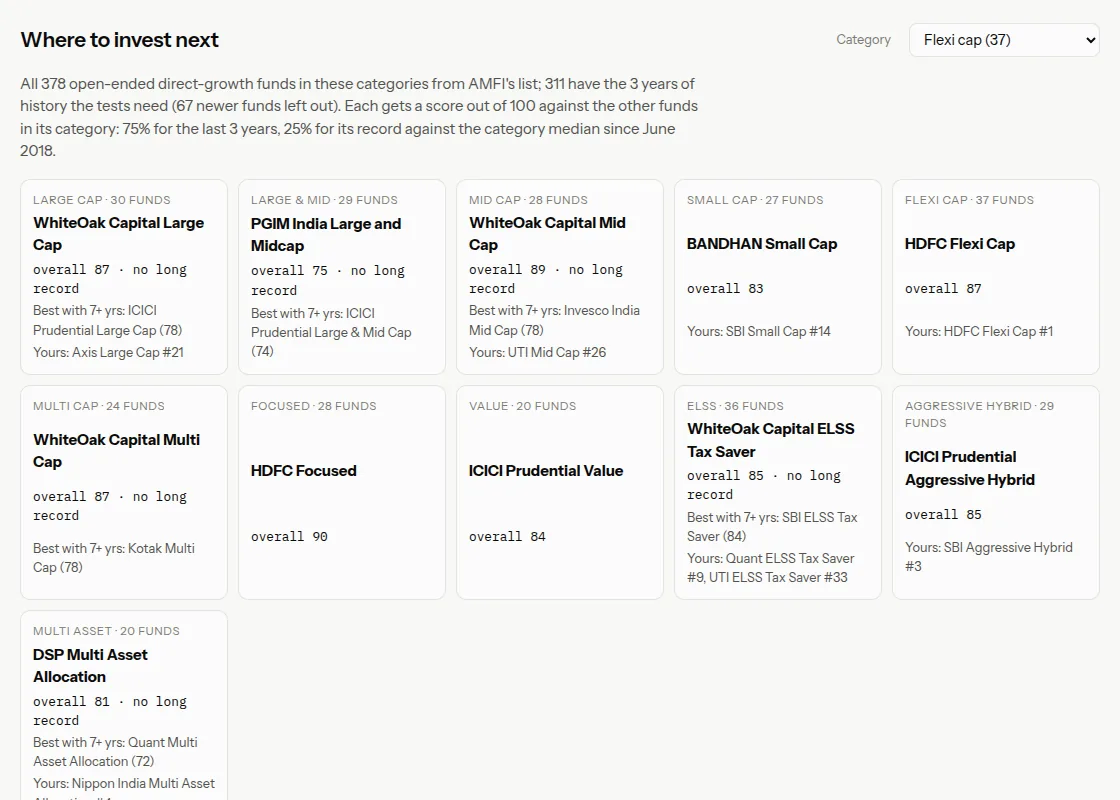 Where to invest next
Category
Flexi cap (37)
All 378 open-ended direct-growth funds in these categories from AMFI's list; 311 have the 3 years of
history the tests need (67 newer funds left out). Each gets a score out of 100 against the other funds
in its category: 75% for the last 3 years, 25% for its record against the category median since June
2018.
LARGE CAP · 30 FUNDS
WhiteOak Capital Large
Cap
overall 87 · no long
record
Best with 7+ yrs: ICICI
Prudential Large Cap (78)
Yours: Axis Large Cap #21
LARGE & MID · 29 FUNDS
PGIM India Large and
Midcap
overall 75 · no long
record
Best with 7+ yrs: ICICI
Prudential Large & Mid Cap
(74)
MID CAP · 28 FUNDS
WhiteOak Capital Mid
Cap
overall 89 · no long
record
Best with 7+ yrs: Invesco India
Mid Cap (78)
Yours: UTI Mid Cap #26
SMALL CAP · 27 FUNDS
BANDHAN Small Cap
overall 83
Yours: SBI Small Cap #14
FLEXI CAP · 37 FUNDS
HDFC Flexi Cap
overall 87
Yours: HDFC Flexi Cap #1
MULTI CAP · 24 FUNDS
WhiteOak Capital Multi
Cap
overall 87 · no long
record
Best with 7+ yrs: Kotak Multi
Cap (78)
FOCUSED · 28 FUNDS
HDFC Focused
overall 90
VALUE · 20 FUNDS
ICICI Prudential Value
overall 84
ELSS · 36 FUNDS
WhiteOak Capital ELSS
Tax Saver
overall 85 · no long
record
Best with 7+ yrs: SBI ELSS Tax
Saver (84)
Yours: Quant ELSS Tax Saver
#9, UTI ELSS Tax Saver #33
AGGRESSIVE HYBRID · 29
FUNDS
ICICI Prudential
Aggressive Hybrid
overall 85
Yours: SBI Aggressive Hybrid
#3
MULTI ASSET · 20 FUNDS
DSP Multi Asset
Allocation
overall 81 · no long
record
Best with 7+ yrs: Quant Multi
Asset Allocation (72)
Yours: Nippon India Multi Asset